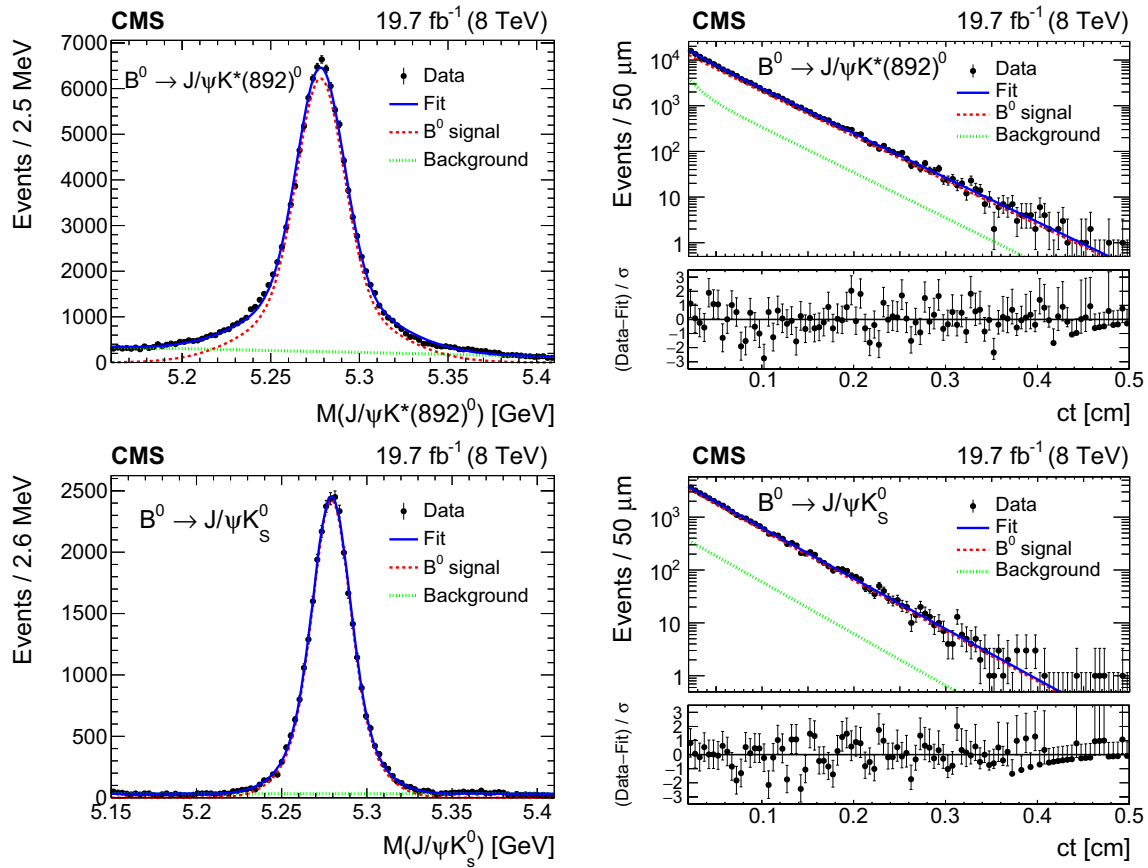 CMS 19.7 fb⁻¹ (8 TeV)
Events / 2.5 MeV
7000
6000
5000
4000
3000
2000
1000
0
B⁰ → J/ψK*(892)⁰
Data
Fit
B⁰ signal
Background
5.2 5.25 5.3 5.35 5.4
M(J/ψK*(892)⁰) [GeV]
CMS 19.7 fb⁻¹ (8 TeV)
Events / 50 μm
10⁴
10³
10²
10
1
B⁰ → J/ψK*(892)⁰
Data
Fit
B⁰ signal
Background
(Data–Fit) / σ
3
2
1
0
−1
−2
−3
0.1 0.2 0.3 0.4 0.5
ct [cm]
CMS 19.7 fb⁻¹ (8 TeV)
Events / 2.6 MeV
2500
2000
1500
1000
500
0
B⁰ → J/ψK⁰S
Data
Fit
B⁰ signal
Background
5.15 5.2 5.25 5.3 5.35 5.4
M(J/ψK⁰s) [GeV]
CMS 19.7 fb⁻¹ (8 TeV)
Events / 50 μm
10³
10²
10
1
B⁰ → J/ψK⁰S
Data
Fit
B⁰ signal
Background
(Data–Fit) / σ
3
2
1
0
−1
−2
−3
0.1 0.2 0.3 0.4 0.5
ct [cm]